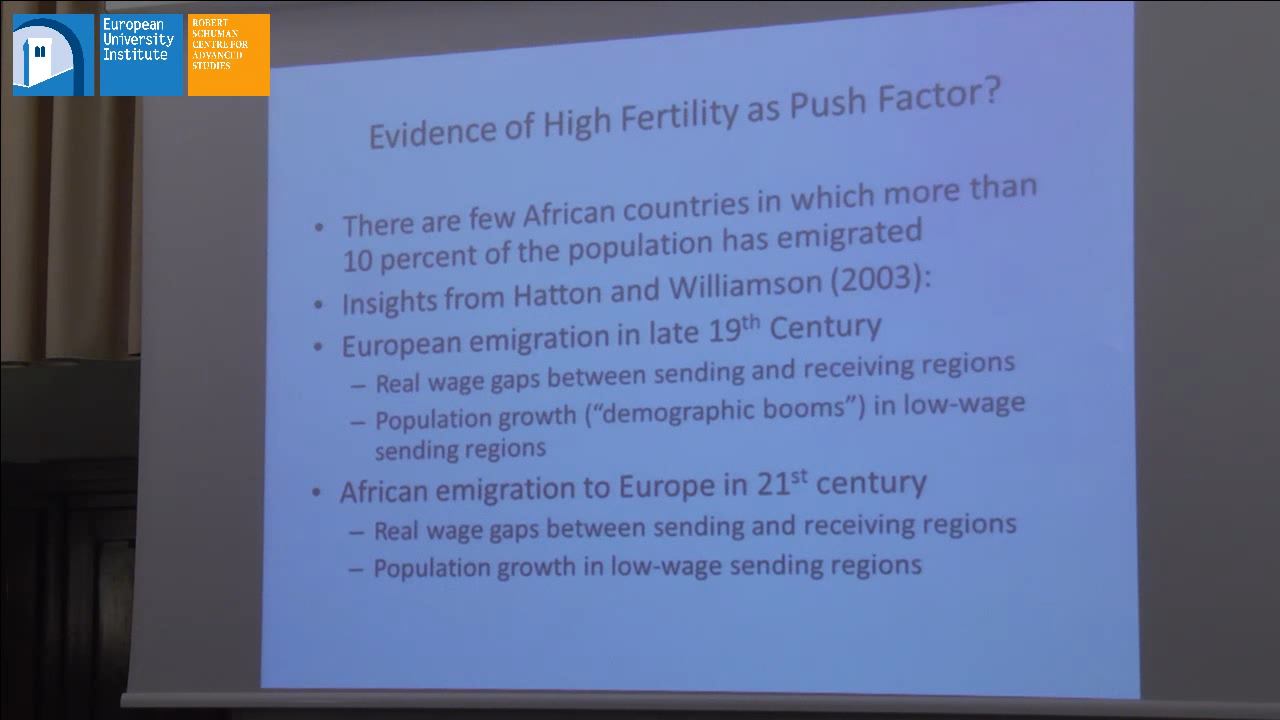 European
University
Institute
ROBERT
SCHUMAN
CENTRE FOR
ADVANCED
STUDIES
Evidence of High Fertility as Push Factor?
• There are few African countries in which more than
10 percent of the population has emigrated
• Insights from Hatton and Williamson (2003):
• European emigration in late 19th Century
– Real wage gaps between sending and receiving regions
– Population growth (“demographic booms”) in low-wage
sending regions
• African emigration to Europe in 21st century
– Real wage gaps between sending and receiving regions
– Population growth in low-wage sending regions